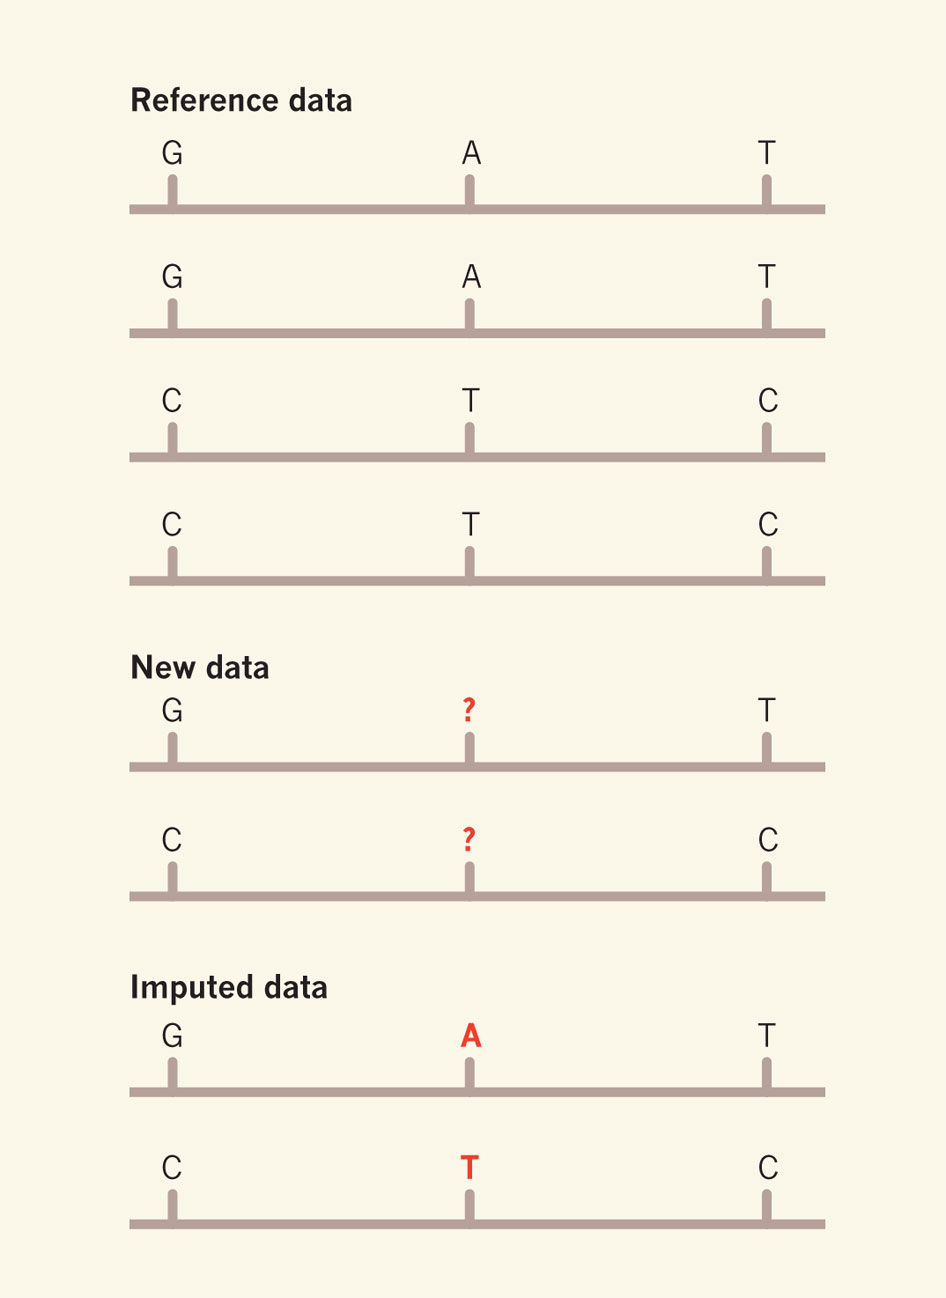 Reference data
G A T
G A T
C T C
C T C
New data
G ? T
C ? C
Imputed data
G A T
C T C